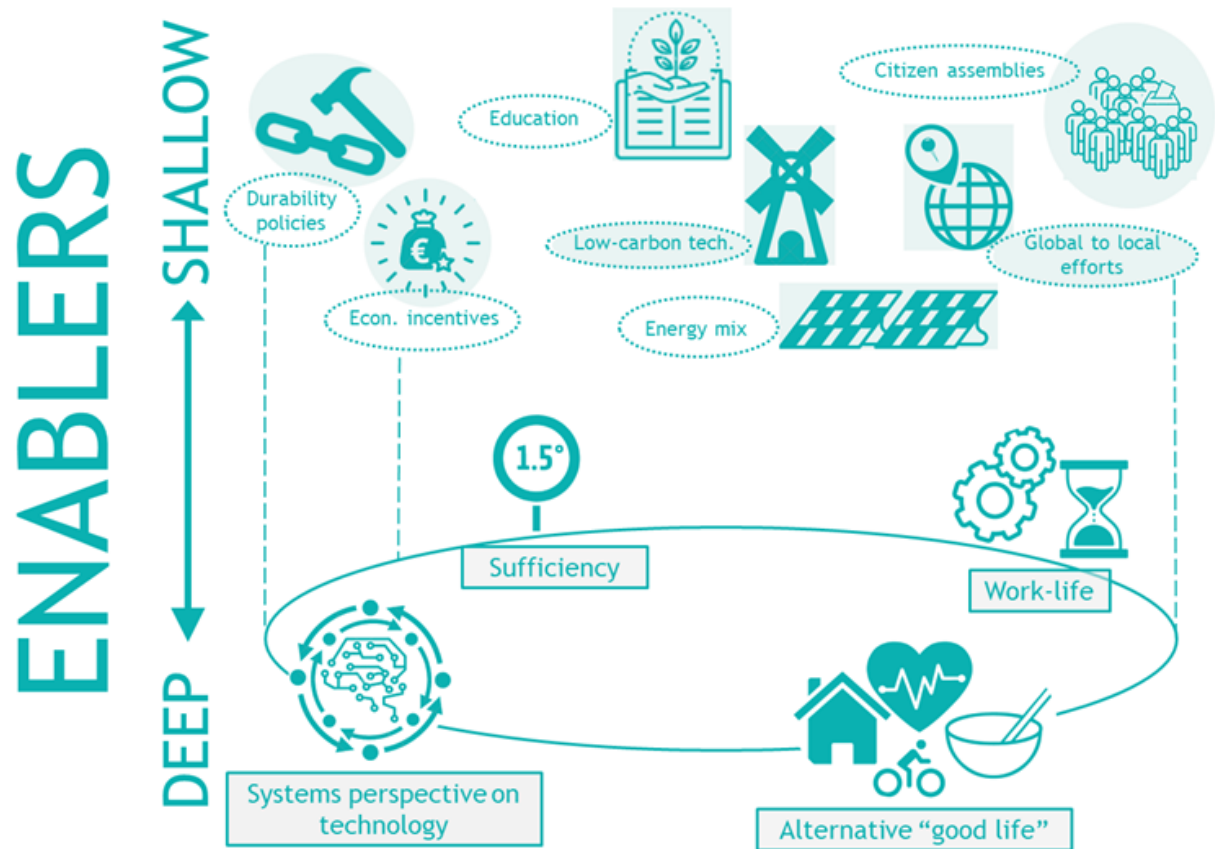 ENABLERS
SHALLOW
DEEP
Citizen assemblies
Education
Durability
policies
Low-carbon tech.
Global to local
efforts
€
Econ. incentives
Energy mix
1.5°
Sufficiency
Work-life
Systems perspective on
technology
Alternative “good life”